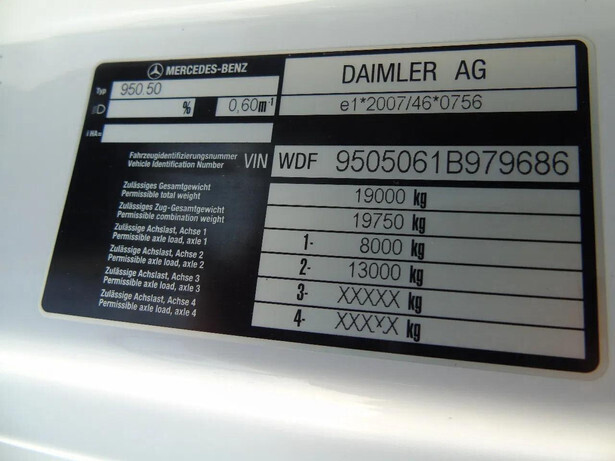 MERCEDES-BENZ
DAIMLER AG
Typ 950.50
e1*2007/46*0756
% 0,60m-1
iHA=
Fahrzeugidentifizierungsnummer
Vehicle Identification Number
VIN WDF 9505061B979686
Zulässiges Gesamtgewicht
Permissible total weight
19000 kg
Zulässiges Zug-Gesamtgewicht
Permissible combination weight
19750 kg
Zulässige Achslast, Achse 1
Permissible axle load, axle 1
1- 8000 kg
Zulässige Achslast, Achse 2
Permissible axle load, axle 2
2- 13000 kg
Zulässige Achslast, Achse 3
Permissible axle load, axle 3
3- XXXXX kg
Zulässige Achslast, Achse 4
Permissible axle load, axle 4
4- XXXXX kg